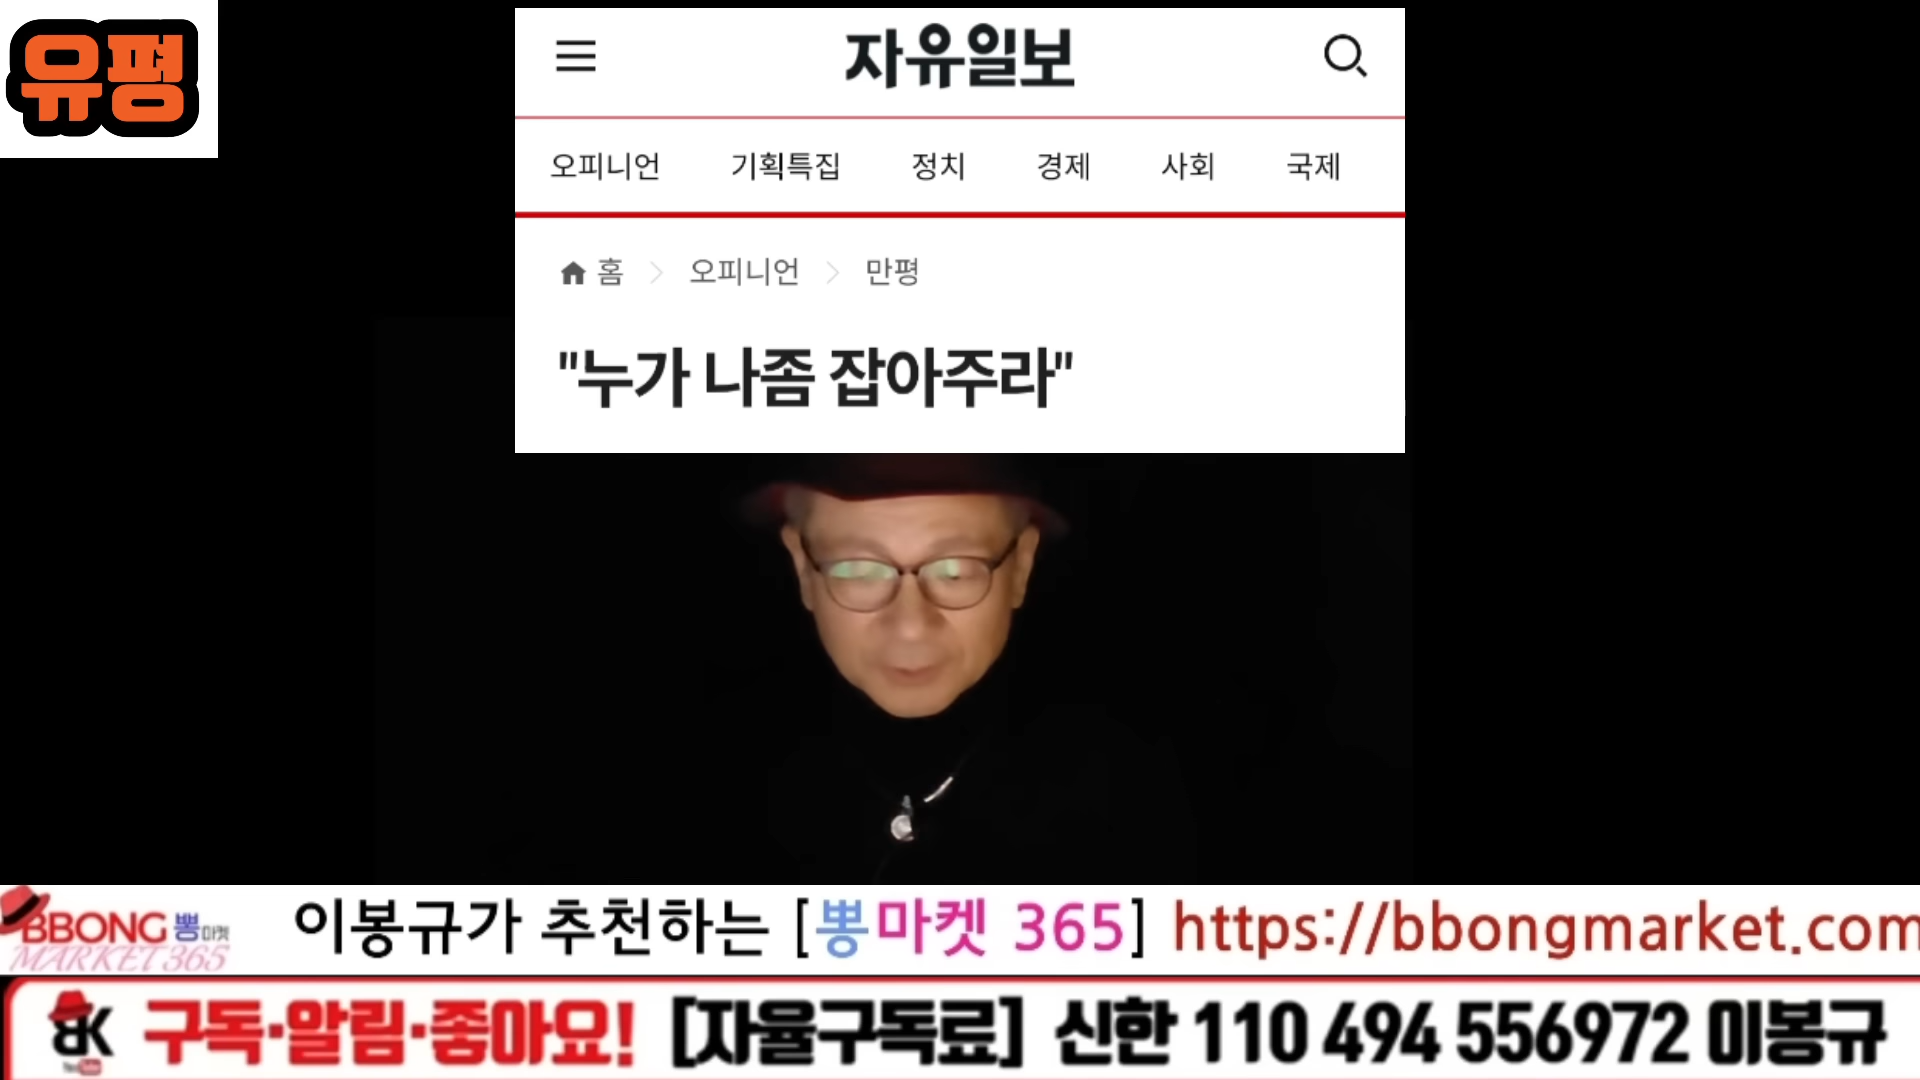 유평
자유일보
오피니언 기획특집 정치 경제 사회 국제
홈 오피니언 만평
"누가 나좀 잡아주라"
BBONG 뽕마켓
MARKET365
이봉규가 추천하는 [뽕마켓 365] https://bbongmarket.com
BK
구독·알림·좋아요! [자율구독료] 신한 110 494 556972 이봉규